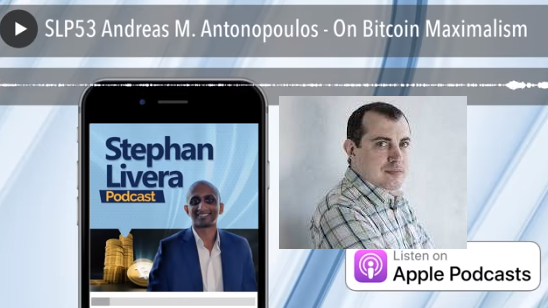 SLP53 Andreas M. Antonopoulos - On Bitcoin Maximalism
Stephan
Livera
Podcast
Listen on
Apple Podcasts